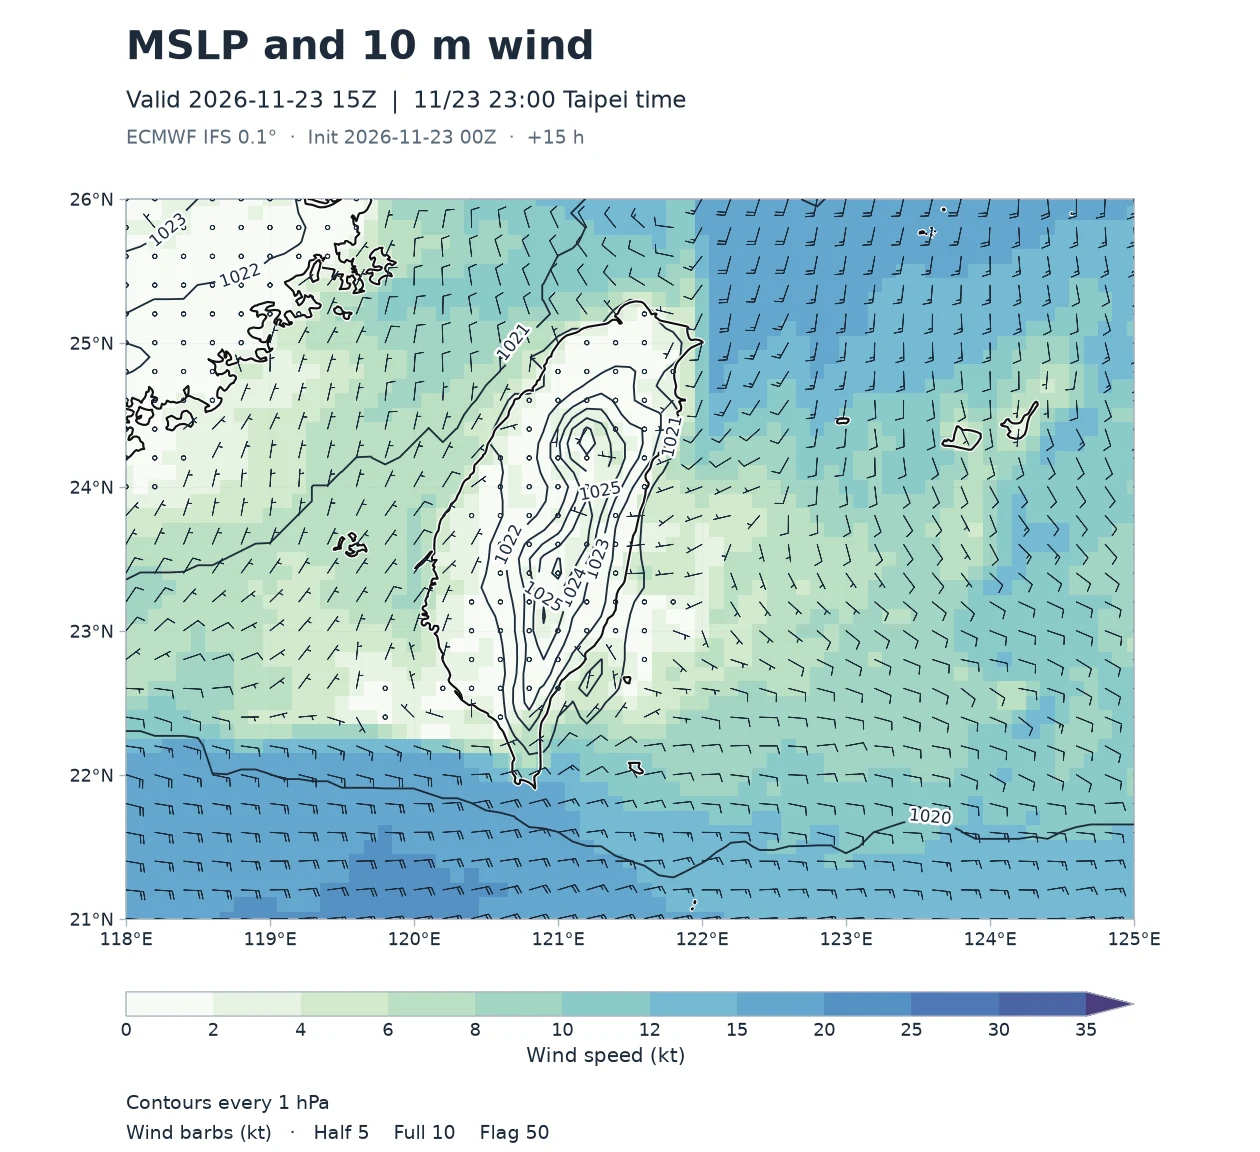 MSLP and 10 m wind
Valid 2026-11-23 15Z | 11/23 23:00 Taipei time
ECMWF IFS 0.1° · Init 2026-11-23 00Z · +15 h
26°N
25°N
24°N
23°N
22°N
21°N
1023
1022
1021
1021
1025
1022
1023
1024
1025
1020
118°E 119°E 120°E 121°E 122°E 123°E 124°E 125°E
0 2 4 6 8 10 12 15 20 25 30 35
Wind speed (kt)
Contours every 1 hPa
Wind barbs (kt) · Half 5 Full 10 Flag 50